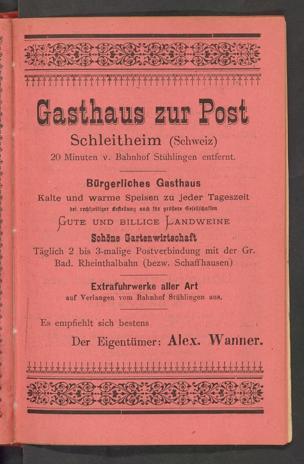 Gasthaus zur Post
Schleitheim (Schweiz)
20 Minuten v. Bahnhof Stühlingen entfernt.
Bürgerliches Gasthaus
Kalte und warme Speisen zu jeder Tageszeit
bei rechtzeitiger Bestellung auch für größere Gesellschaften
GUTE UND BILLIGE LANDWEINE
Schöne Gartenwirtschaft
Täglich 2 bis 3-malige Postverbindung mit der Gr.
Bad. Rheinthalbahn (bezw. Schaffhausen)
Extrafuhrwerke aller Art
auf Verlangen vom Bahnhof Stühlingen aus.
Es empfiehlt sich bestens
Der Eigentümer: Alex. Wanner.